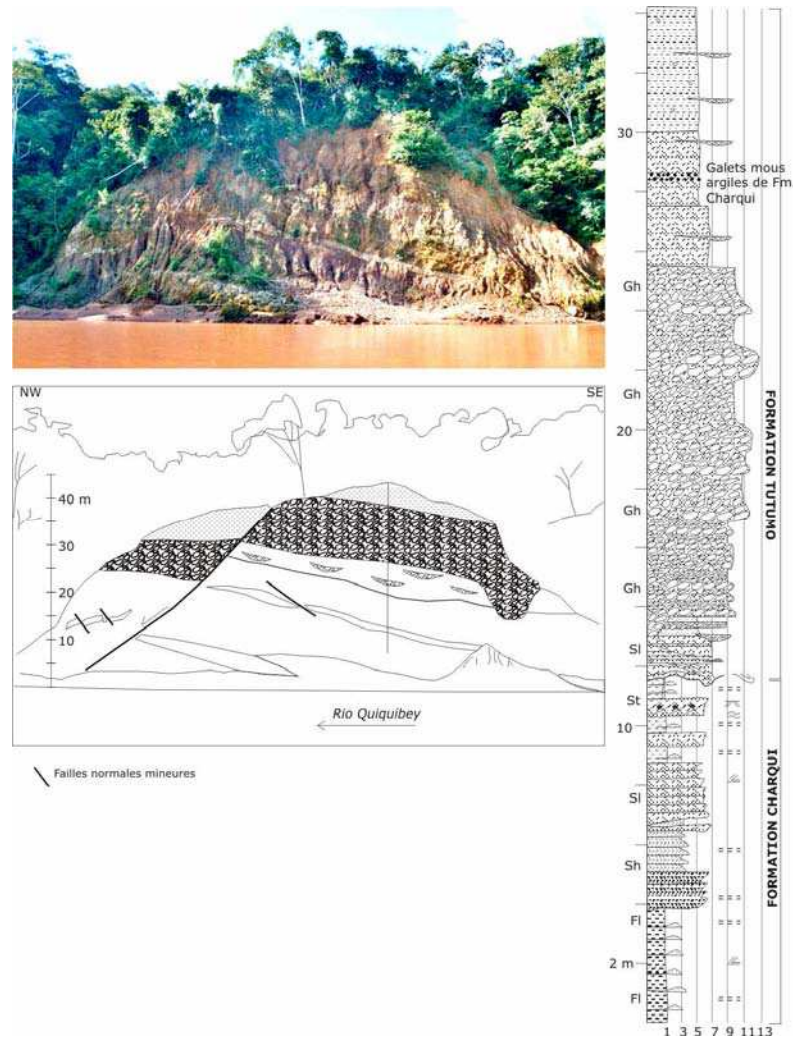 NW
SE
40 m
30
20
10
Rio Quiquibey
Failles normales mineures
30
Galets mous
argiles de Fm
Charqui
Gh
Gh
20
Gh
Gh
Sl
St
10
Sl
Sh
Fl
2 m
Fl
1 3 5 7 9 11 13
FORMATION TUTUMO
FORMATION CHARQUI